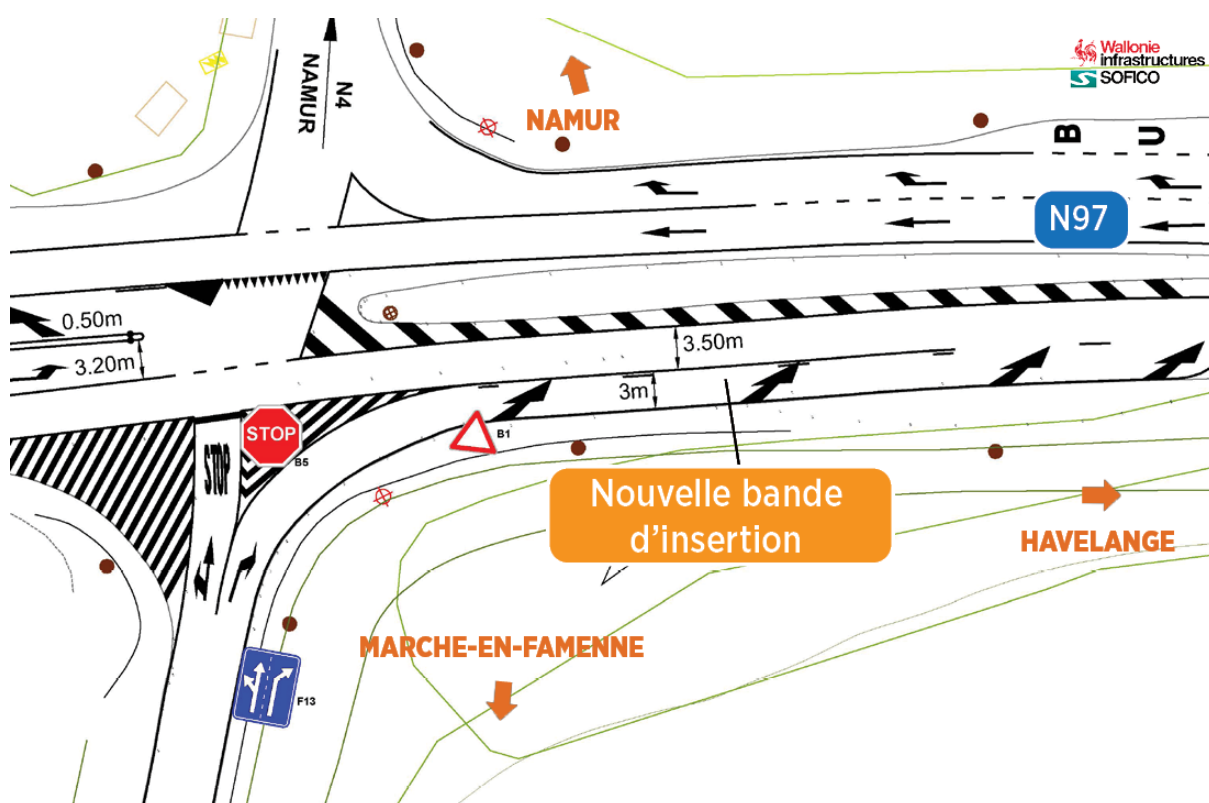 Wallonie
infrastructures
SOFICO
N4
NAMUR
NAMUR
B U
N97
0.50m
3.20m
3.50m
3m
STOP
B5
STOP
B1
Nouvelle bande
d'insertion
HAVELANGE
MARCHE-EN-FAMENNE
F13